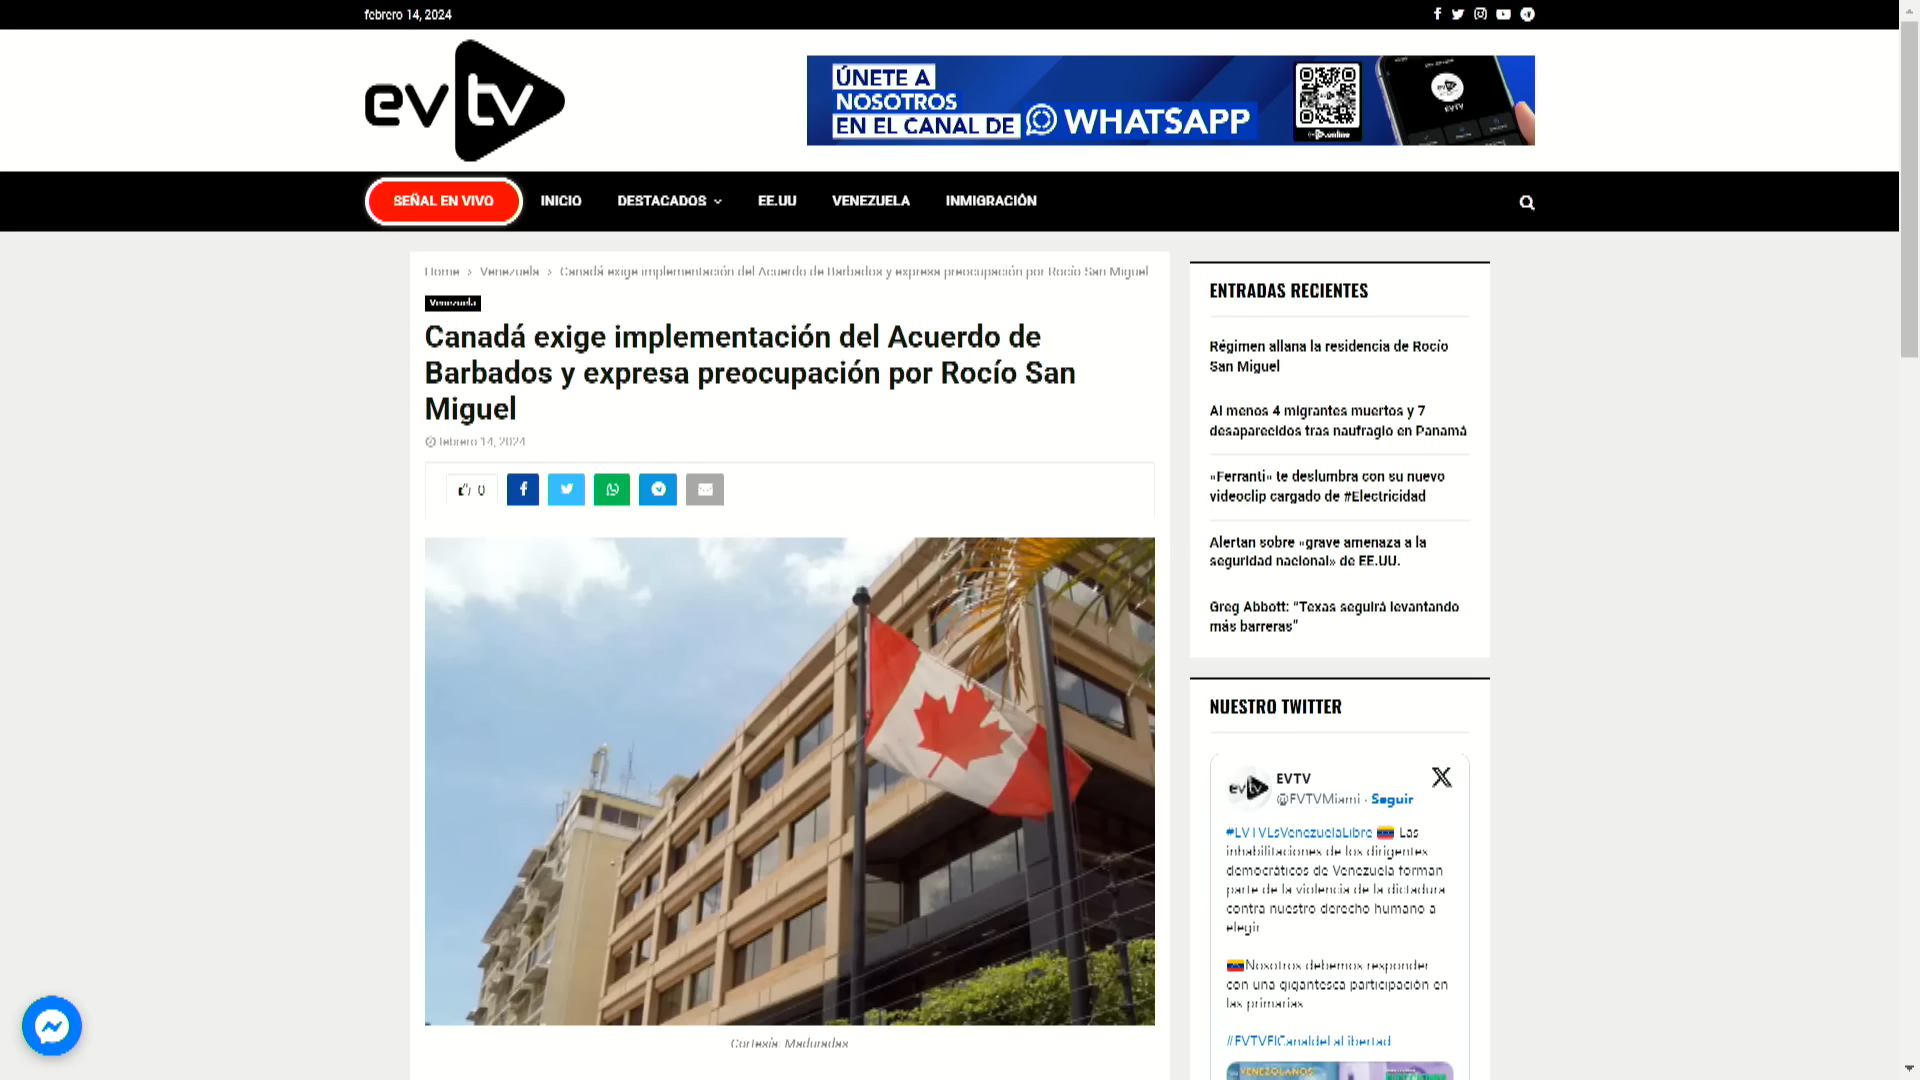 febrero 14, 2024
evtv
ÚNETE A
NOSOTROS
EN EL CANAL DE WHATSAPP
EVTV
SEÑAL EN VIVO
INICIO
DESTACADOS
EE.UU
VENEZUELA
INMIGRACIÓN
Home › Venezuela › Canadá exige implementación del Acuerdo de Barbados y expresa preocupación por Rocío San Miguel
Venezuela
Canadá exige implementación del Acuerdo de
Barbados y expresa preocupación por Rocío San
Miguel
febrero 14, 2024
0
Cortesía: Maduradas
ENTRADAS RECIENTES
Régimen allana la residencia de Rocío
San Miguel
Al menos 4 migrantes muertos y 7
desaparecidos tras naufragio en Panamá
«Ferranti» te deslumbra con su nuevo
videoclip cargado de #Electricidad
Alertan sobre «grave amenaza a la
seguridad nacional» de EE.UU.
Greg Abbott: “Texas seguirá levantando
más barreras”
NUESTRO TWITTER
evtv
EVTV
@EVTVMiami · Seguir
#EVTVEsVenezuelaLibre 🇻🇪 Las
inhabilitaciones de los dirigentes
democráticos de Venezuela forman
parte de la violencia de la dictadura
contra nuestro derecho humano a
elegir
🇻🇪Nosotros debemos responder
con una gigantesca participación en
las primarias
#EVTVElCanaldeLaLibertad
VENEZOLANOS